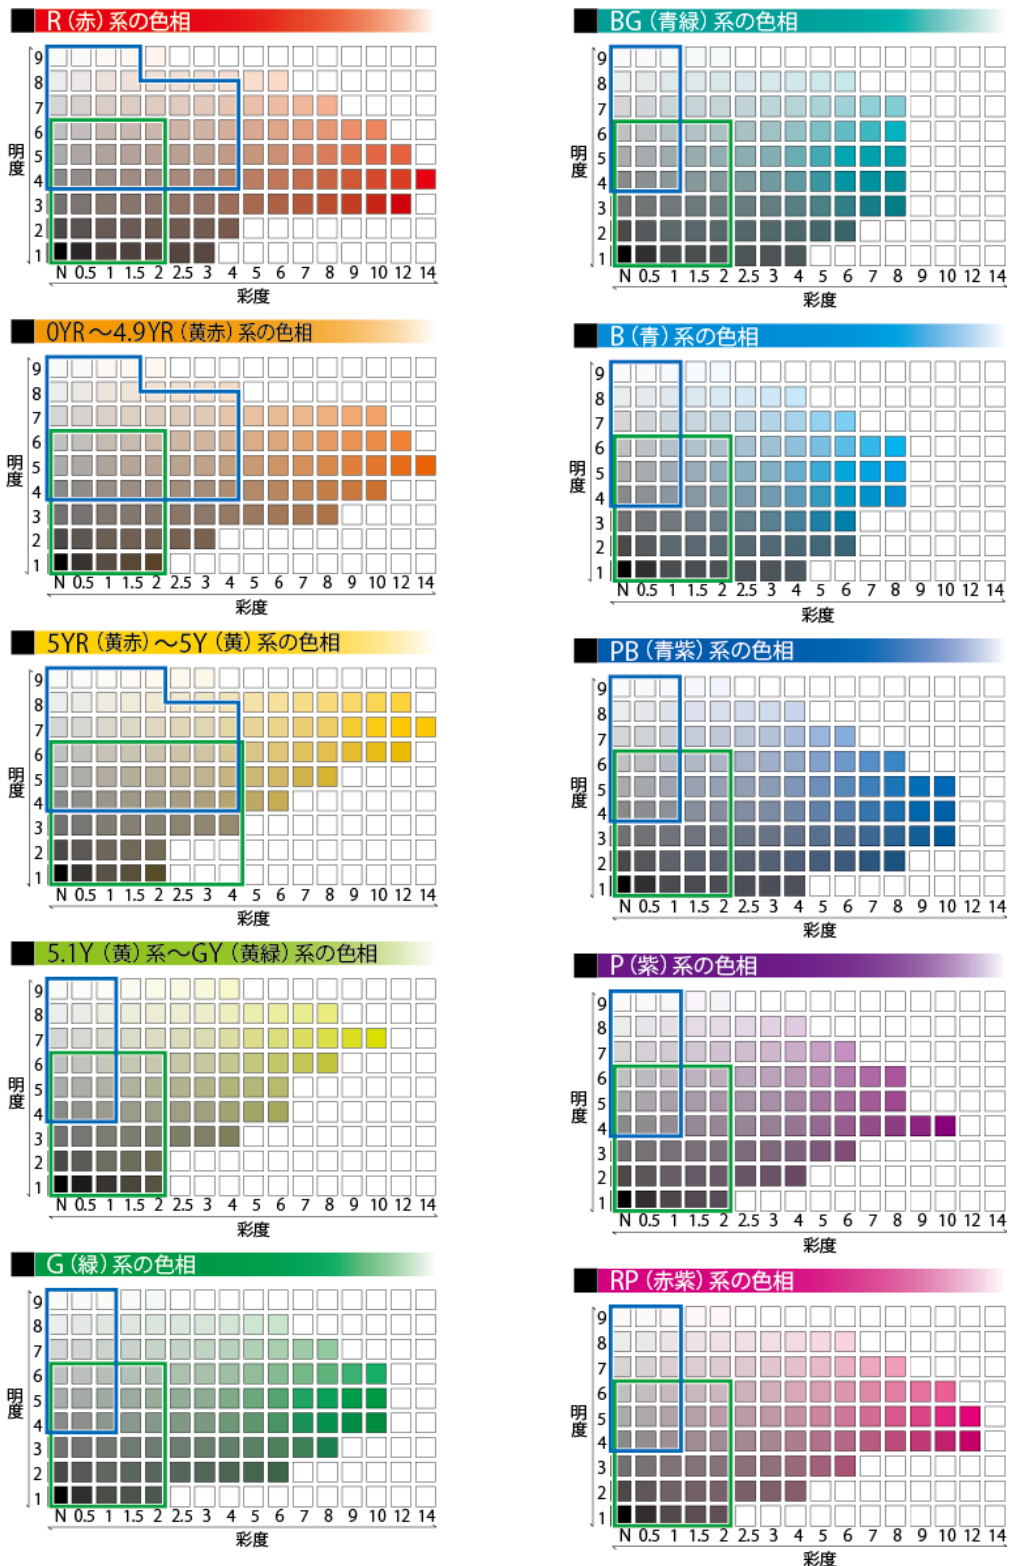 R（赤）系の色相
9
8
7
6
5
4
3
2
1
明度
N 0.5 1 1.5 2 2.5 3 4 5 6 7 8 9 10 12 14
彩度
0YR～4.9YR（黄赤）系の色相
9
8
7
6
5
4
3
2
1
明度
N 0.5 1 1.5 2 2.5 3 4 5 6 7 8 9 10 12 14
彩度
5YR（黄赤）～5Y（黄）系の色相
9
8
7
6
5
4
3
2
1
明度
N 0.5 1 1.5 2 2.5 3 4 5 6 7 8 9 10 12 14
彩度
5.1Y（黄）系～GY（黄緑）系の色相
9
8
7
6
5
4
3
2
1
明度
N 0.5 1 1.5 2 2.5 3 4 5 6 7 8 9 10 12 14
彩度
G（緑）系の色相
9
8
7
6
5
4
3
2
1
明度
N 0.5 1 1.5 2 2.5 3 4 5 6 7 8 9 10 12 14
彩度
BG（青緑）系の色相
9
8
7
6
5
4
3
2
1
明度
N 0.5 1 1.5 2 2.5 3 4 5 6 7 8 9 10 12 14
彩度
B（青）系の色相
9
8
7
6
5
4
3
2
1
明度
N 0.5 1 1.5 2 2.5 3 4 5 6 7 8 9 10 12 14
彩度
PB（青紫）系の色相
9
8
7
6
5
4
3
2
1
明度
N 0.5 1 1.5 2 2.5 3 4 5 6 7 8 9 10 12 14
彩度
P（紫）系の色相
9
8
7
6
5
4
3
2
1
明度
N 0.5 1 1.5 2 2.5 3 4 5 6 7 8 9 10 12 14
彩度
RP（赤紫）系の色相
9
8
7
6
5
4
3
2
1
明度
N 0.5 1 1.5 2 2.5 3 4 5 6 7 8 9 10 12 14
彩度